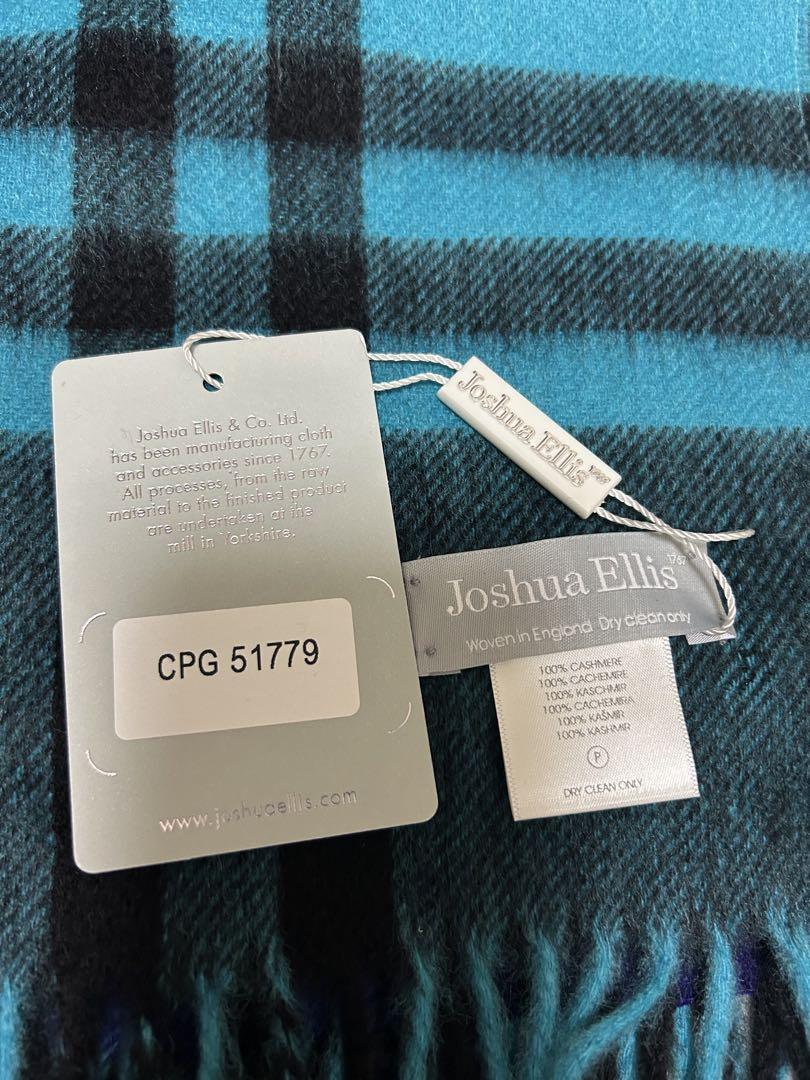 Joshua Ellis & Co. Ltd.
has been manufacturing cloth
and accessories since 1767.
All processes, from the raw
material to the finished product
are undertaken at the
mill in Yorkshire.
CPG 51779
www.joshuaellis.com
Joshua Ellis 1767
Joshua Ellis 1767
Woven in England Dry clean only
100% CASHMERE
100% CACHEMIRE
100% KASCHMIR
100% CACHEMIRA
100% KAŠMIR
100% KASHMIR
P
DRY CLEAN ONLY